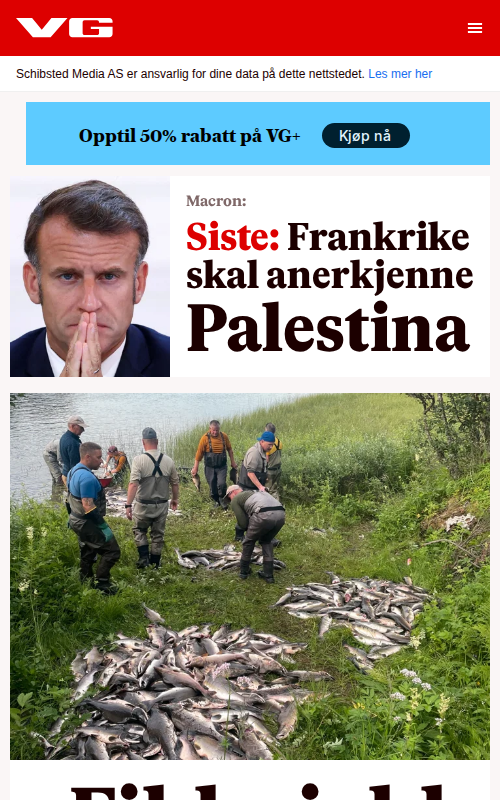 VG
Schibsted Media AS er ansvarlig for dine data på dette nettstedet. Les mer her
Opptil 50% rabatt på VG+ Kjøp nå
Macron:
Siste: Frankrike
skal anerkjenne
Palestina